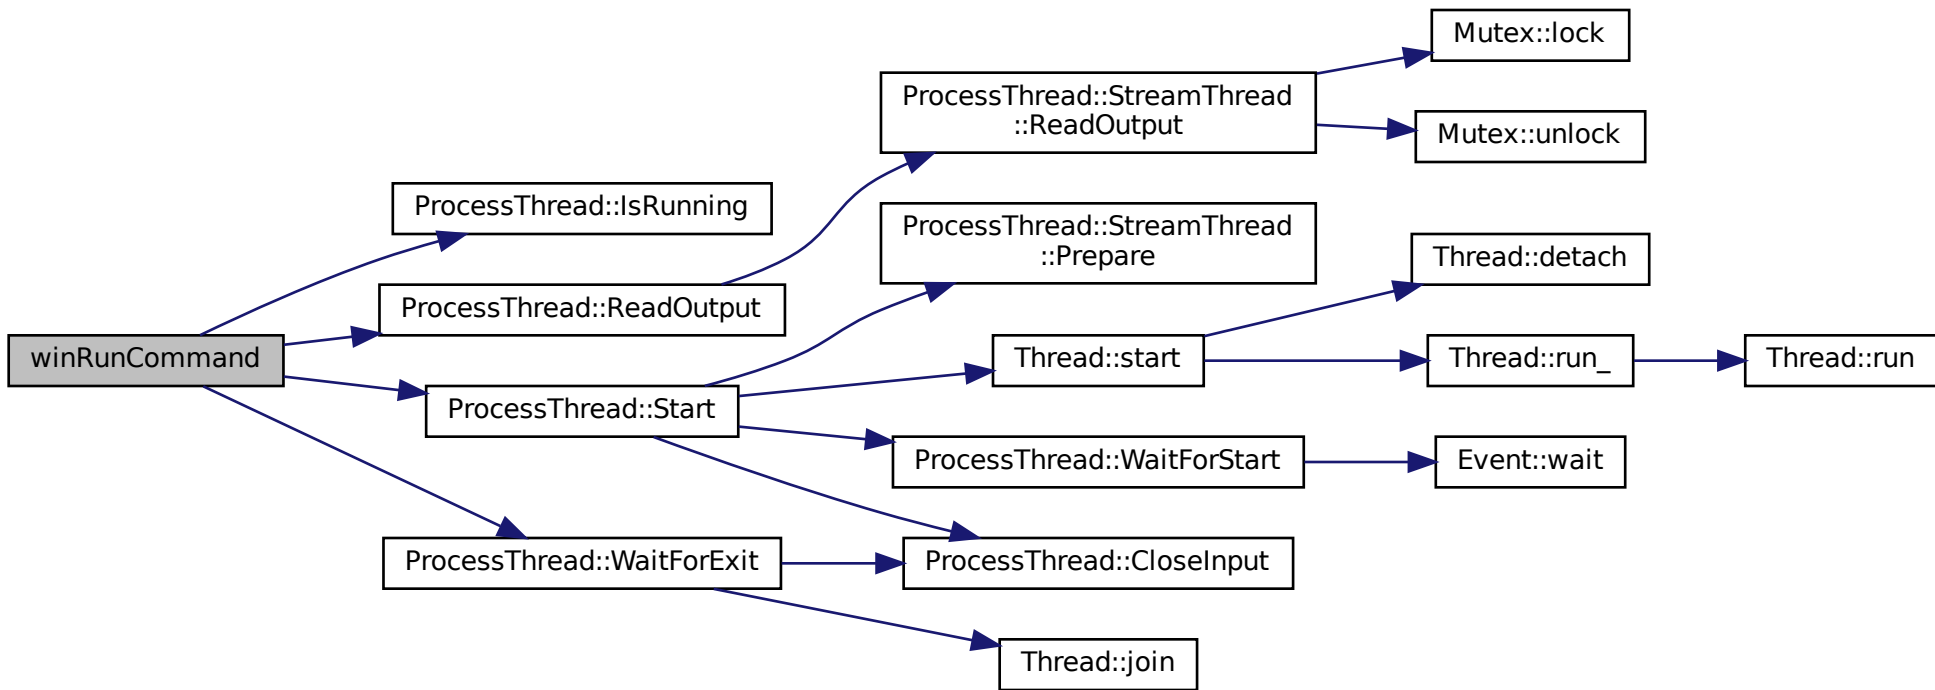 winRunCommand
ProcessThread::IsRunning
ProcessThread::ReadOutput
ProcessThread::Start
ProcessThread::WaitForExit
ProcessThread::StreamThread
::ReadOutput
ProcessThread::StreamThread
::Prepare
Thread::start
ProcessThread::WaitForStart
ProcessThread::CloseInput
Thread::join
Mutex::lock
Mutex::unlock
Thread::detach
Thread::run_
Event::wait
Thread::run